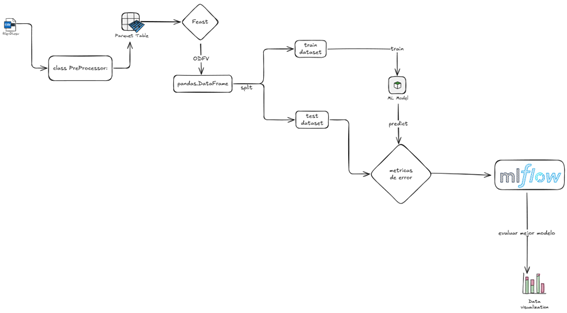 class PreProcessor:
Parquet Table
Feast
ODFV
pandas.DataFrame
split
train
dataset
train
ML Model
test
dataset
predict
metricas
de error
mlflow
evaluar mejor modelo
Data
visualization